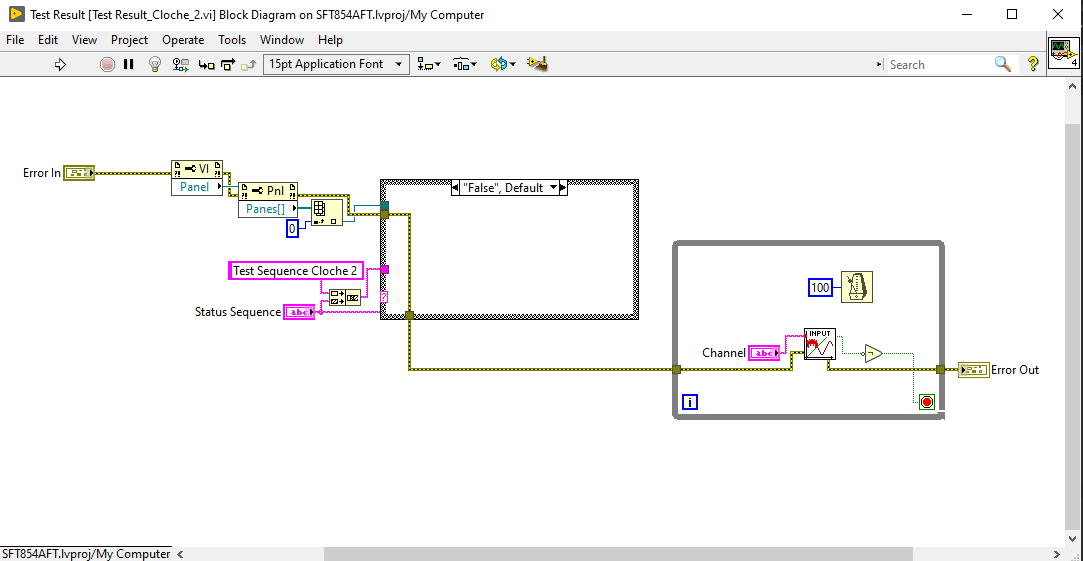 Test Result [Test Result_Cloche_2.vi] Block Diagram on SFT854AFT.lvproj/My Computer
File Edit View Project Operate Tools Window Help
15pt Application Font
Search
?
4
Error In
VI
Panel
Pnl
Panes[]
0
"False", Default
Test Sequence Cloche 2
Status Sequence
abc
?
100
INPUT
Channel
abc
Error Out
i
SFT854AFT.lvproj/My Computer